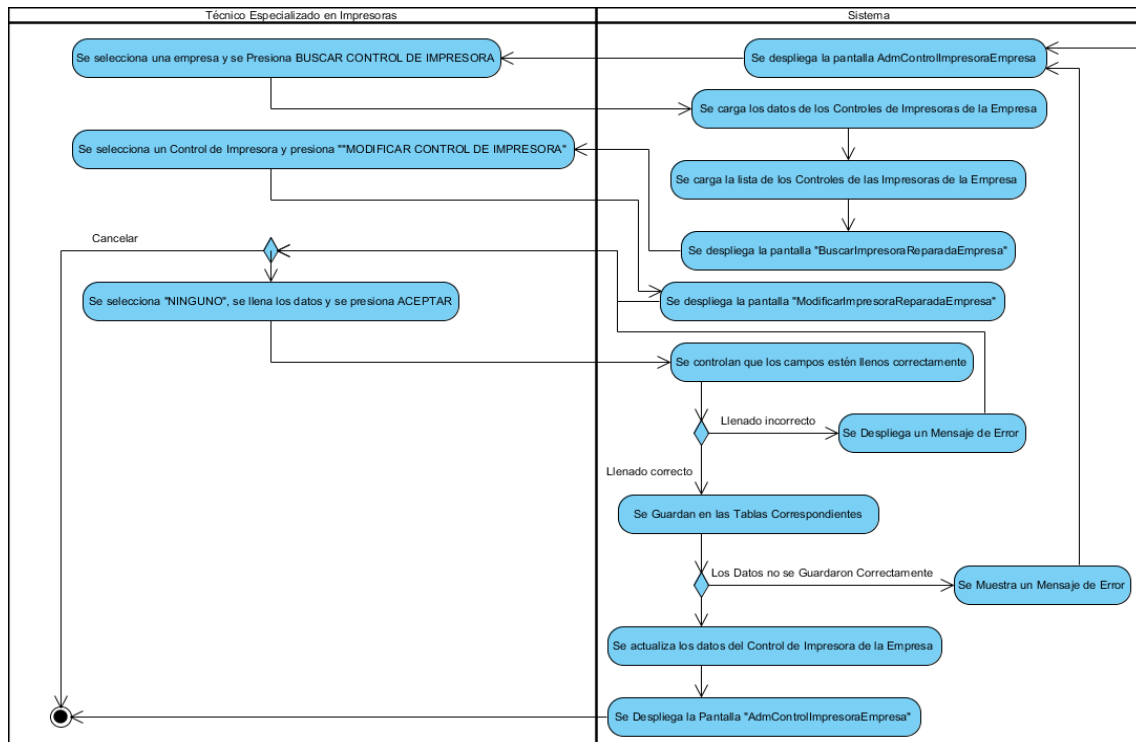 Técnico Especializado en Impresoras
Sistema
Se selecciona una empresa y se Presiona BUSCAR CONTROL DE IMPRESORA
Se despliega la pantalla AdmControlImpresoraEmpresa
Se carga los datos de los Controles de Impresoras de la Empresa
Se selecciona un Control de Impresora y presiona ""MODIFICAR CONTROL DE IMPRESORA"
Se carga la lista de los Controles de las Impresoras de la Empresa
Cancelar
Se despliega la pantalla "BuscarImpresoraReparadaEmpresa"
Se selecciona "NINGUNO", se llena los datos y se presiona ACEPTAR
Se despliega la pantalla "ModificarImpresoraReparadaEmpresa"
Se controlan que los campos estén llenos correctamente
Llenado incorrecto
Se Despliega un Mensaje de Error
Llenado correcto
Se Guardan en las Tablas Correspondientes
Los Datos no se Guardaron Correctamente
Se Muestra un Mensaje de Error
Se actualiza los datos del Control de Impresora de la Empresa
Se Despliega la Pantalla "AdmControlImpresoraEmpresa"